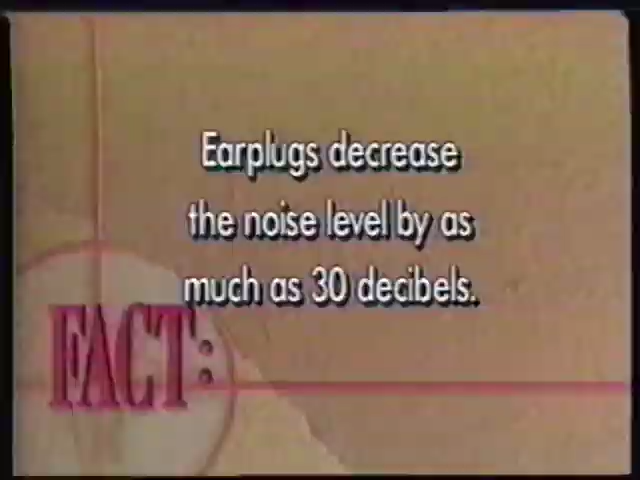 Earplugs decrease
the noise level by as
much as 30 decibels.
FACT: